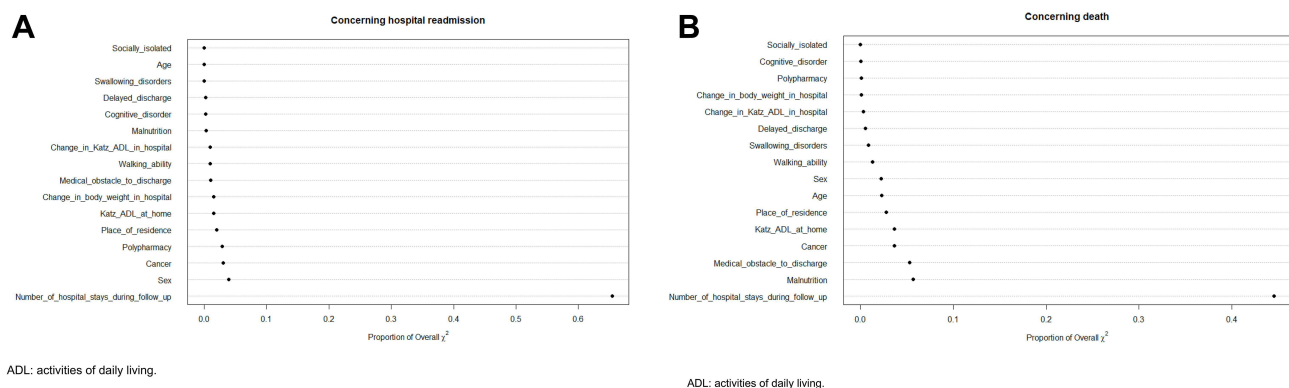 A
Concerning hospital readmission
Socially_isolated
Age
Swallowing_disorders
Delayed_discharge
Cognitive_disorder
Malnutrition
Change_in_Katz_ADL_in_hospital
Walking_ability
Medical_obstacle_to_discharge
Change_in_body_weight_in_hospital
Katz_ADL_at_home
Place_of_residence
Polypharmacy
Cancer
Sex
Number_of_hospital_stays_during_follow_up
0.0 0.1 0.2 0.3 0.4 0.5 0.6
Proportion of Overall χ²
ADL: activities of daily living.
B
Concerning death
Socially_isolated
Cognitive_disorder
Polypharmacy
Change_in_body_weight_in_hospital
Change_in_Katz_ADL_in_hospital
Delayed_discharge
Swallowing_disorders
Walking_ability
Sex
Age
Place_of_residence
Katz_ADL_at_home
Cancer
Medical_obstacle_to_discharge
Malnutrition
Number_of_hospital_stays_during_follow_up
0.0 0.1 0.2 0.3 0.4
Proportion of Overall χ²
ADL: activities of daily living.